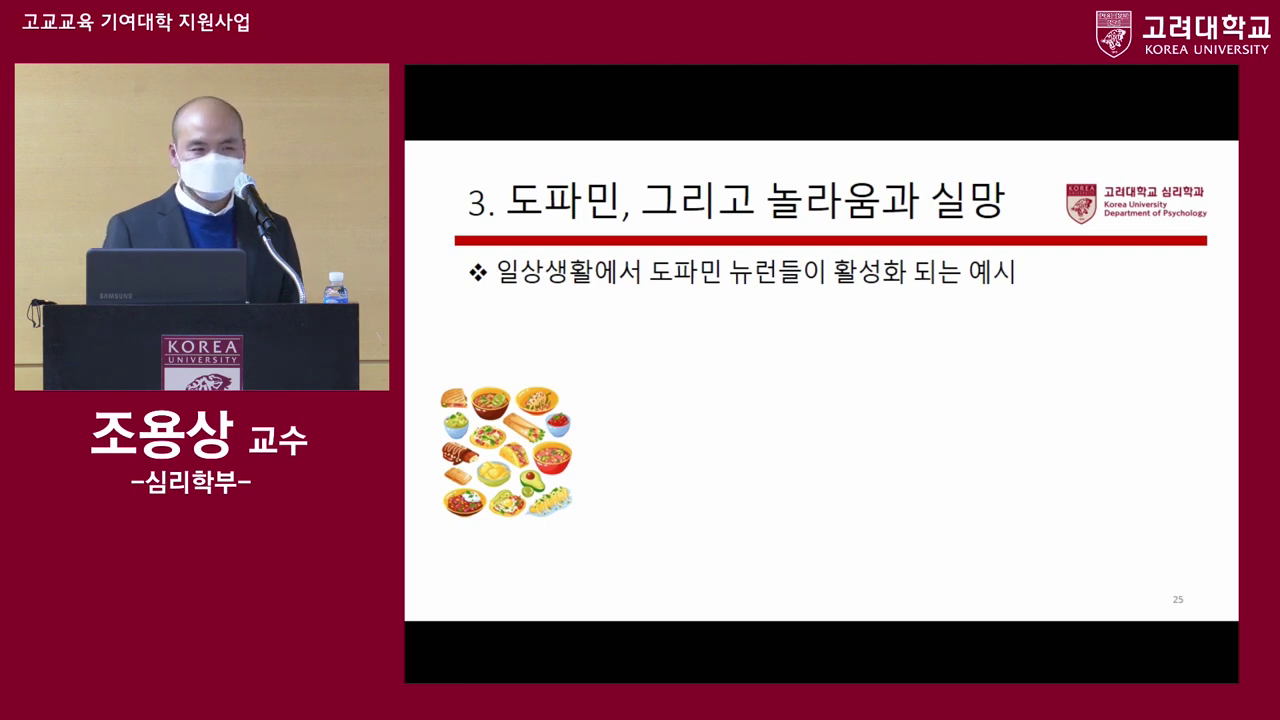 고교교육 기여대학 지원사업
고려대학교
KOREA UNIVERSITY
SAMSUNG
KOREA
UNIVERSITY
조용상 교수
-심리학부-
3. 도파민, 그리고 놀라움과 실망
KOREA
고려대학교 심리학과
Korea University
Department of Psychology
❖ 일상생활에서 도파민 뉴런들이 활성화 되는 예시
25